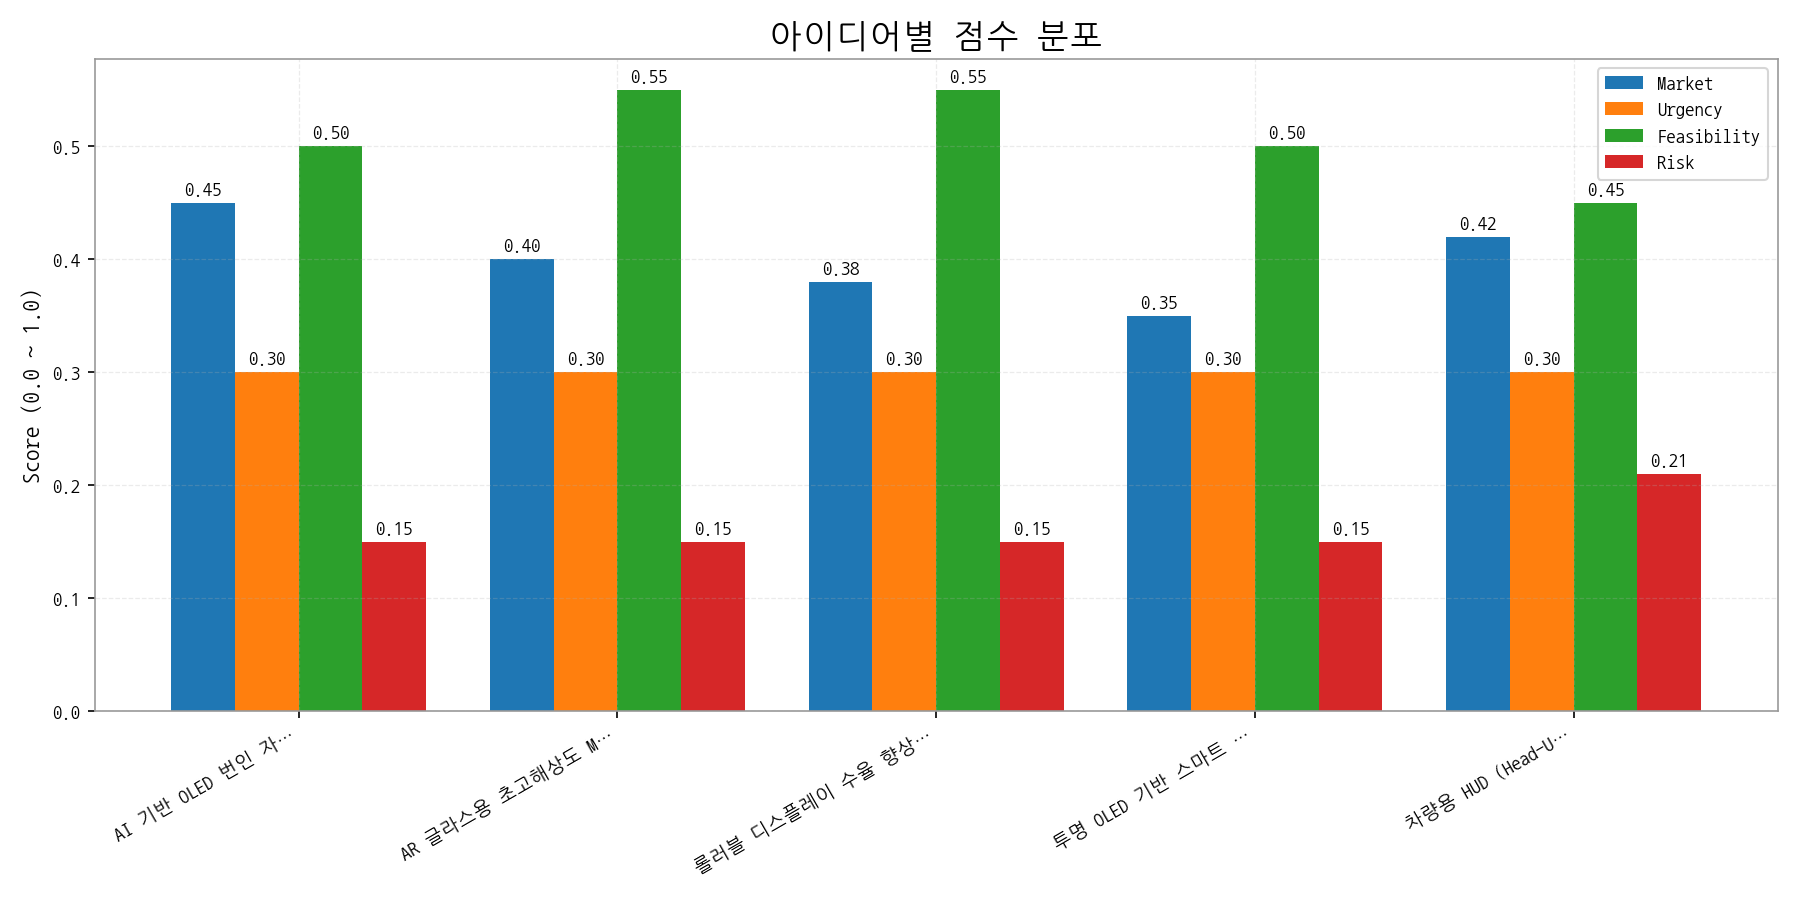 아이디어별 점수 분포
Market
Urgency
Feasibility
Risk
Score (0.0 ~ 1.0)
0.5
0.4
0.3
0.2
0.1
0.0
0.45
0.30
0.50
0.15
0.40
0.30
0.55
0.15
0.38
0.30
0.55
0.15
0.35
0.30
0.50
0.15
0.42
0.30
0.45
0.21
AI 기반 OLED 번인 자…
AR 글라스용 초고해상도 M…
롤러블 디스플레이 수율 향상…
투명 OLED 기반 스마트 …
차량용 HUD (Head-U…